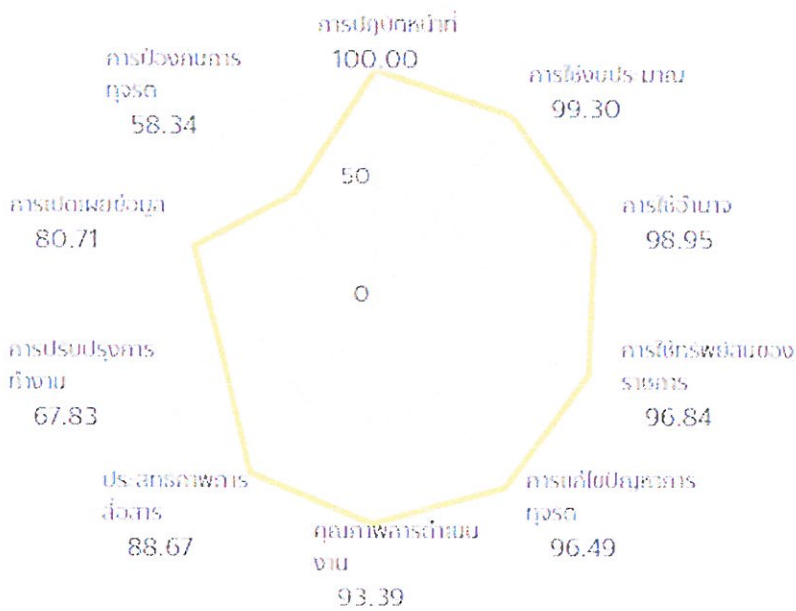 การปฏิบัติหน้าที่
100.00
การใช้งบประมาณ
99.30
การใช้อำนาจ
98.95
การใช้ทรัพย์สินของ
ราชการ
96.84
การแก้ไขปัญหาการ
ทุจริต
96.49
คุณภาพการดำเนิน
งาน
93.39
ประสิทธิภาพการ
สื่อสาร
88.67
การปรับปรุงการ
ทำงาน
67.83
การเปิดเผยข้อมูล
80.71
การป้องกันการ
ทุจริต
58.34
50
0